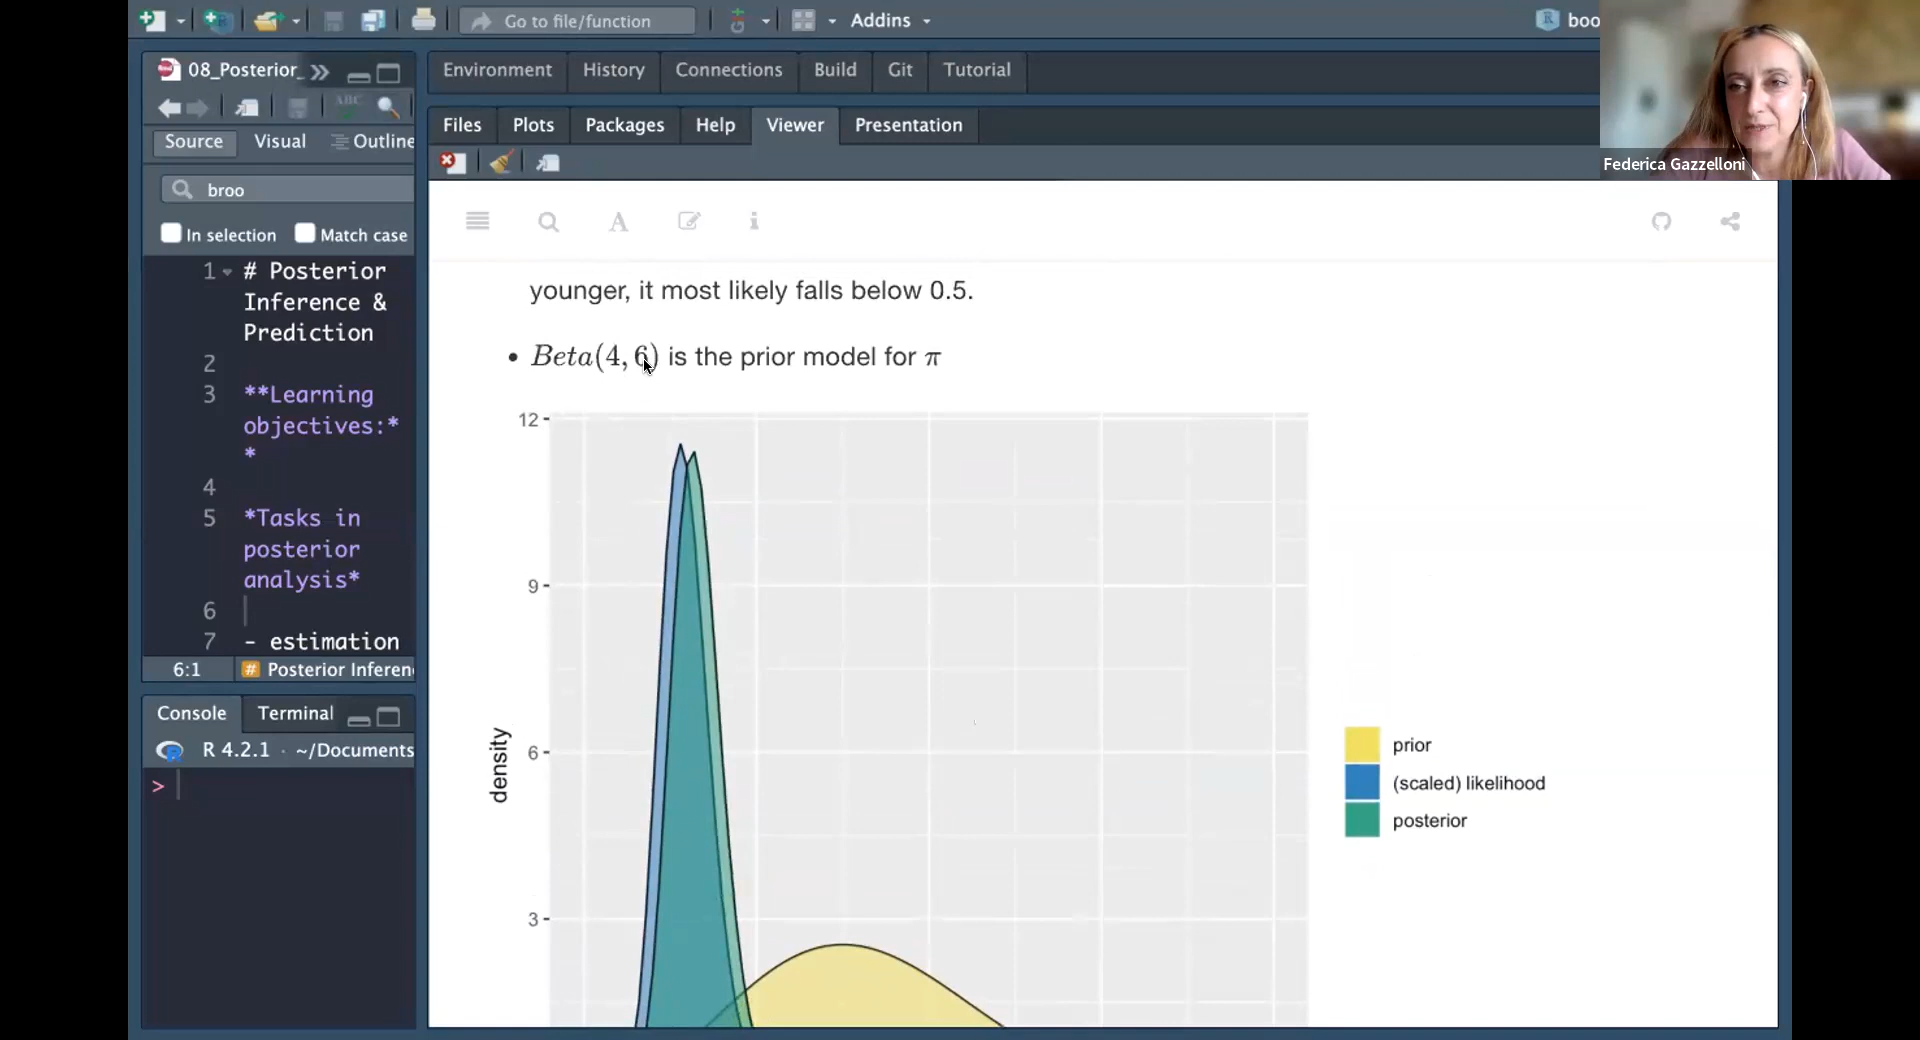 Go to file/function
Addins
boo
08_Posterior_
Environment
History
Connections
Build
Git
Tutorial
ABC
Source
Visual
Outline
Files
Plots
Packages
Help
Viewer
Presentation
Federica Gazzelloni
broo
In selection
Match case
1 # Posterior
Inference &
Prediction
2
3 **Learning
objectives:*
*
4
5 *Tasks in
posterior
analysis*
6
7 - estimation
6:1
# Posterior Inferen
Console
Terminal
R 4.2.1 · ~/Documents
>
younger, it most likely falls below 0.5.
• Beta(4, 6) is the prior model for π
12
9
6
3
density
prior
(scaled) likelihood
posterior